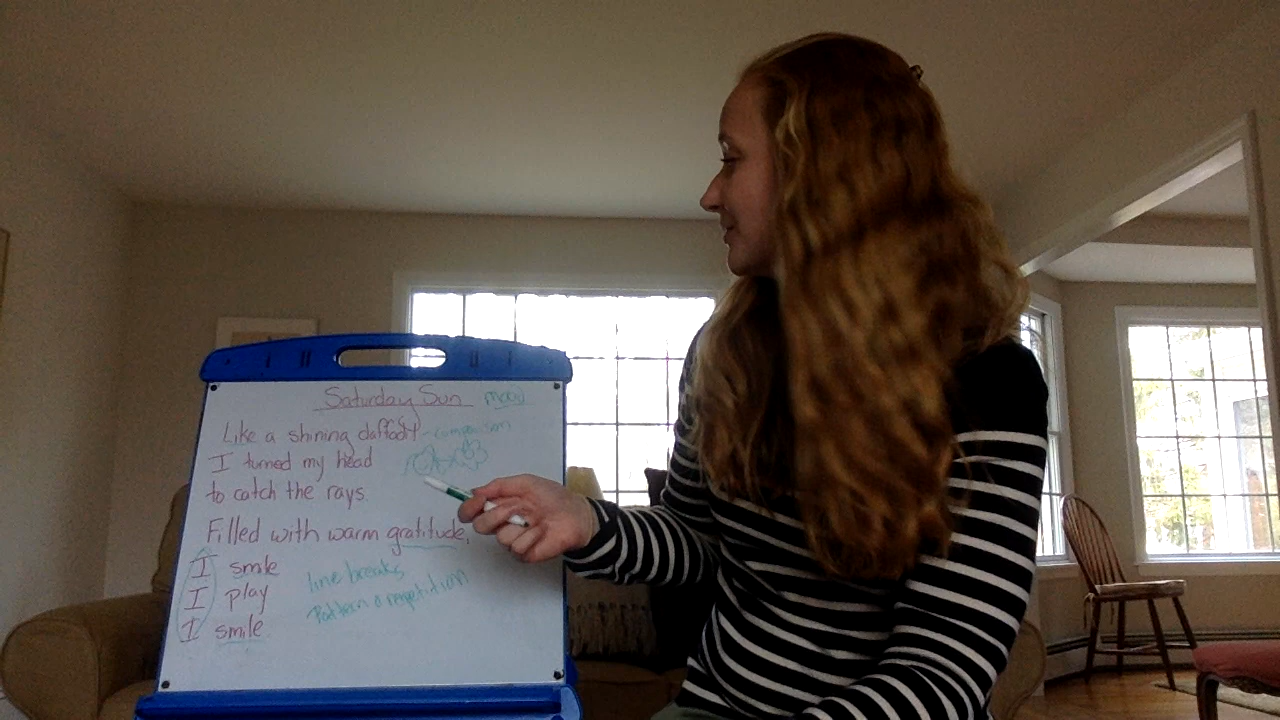 Saturday Sun mood
Like a shining daffodil - comparison
I turned my head
to catch the rays.
Filled with warm gratitude,
I smile
I play
I smile
line breaks
Pattern & repetition